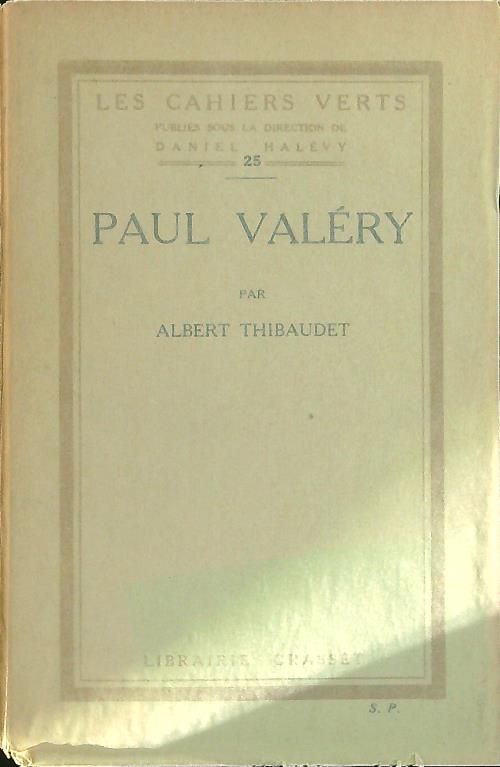 LES CAHIERS VERTS
PUBLIÉS SOUS LA DIRECTION DE
DANIEL HALÉVY
25
PAUL VALÉRY
PAR
ALBERT THIBAUDET
LIBRAIRIE GRASSET
S. P.